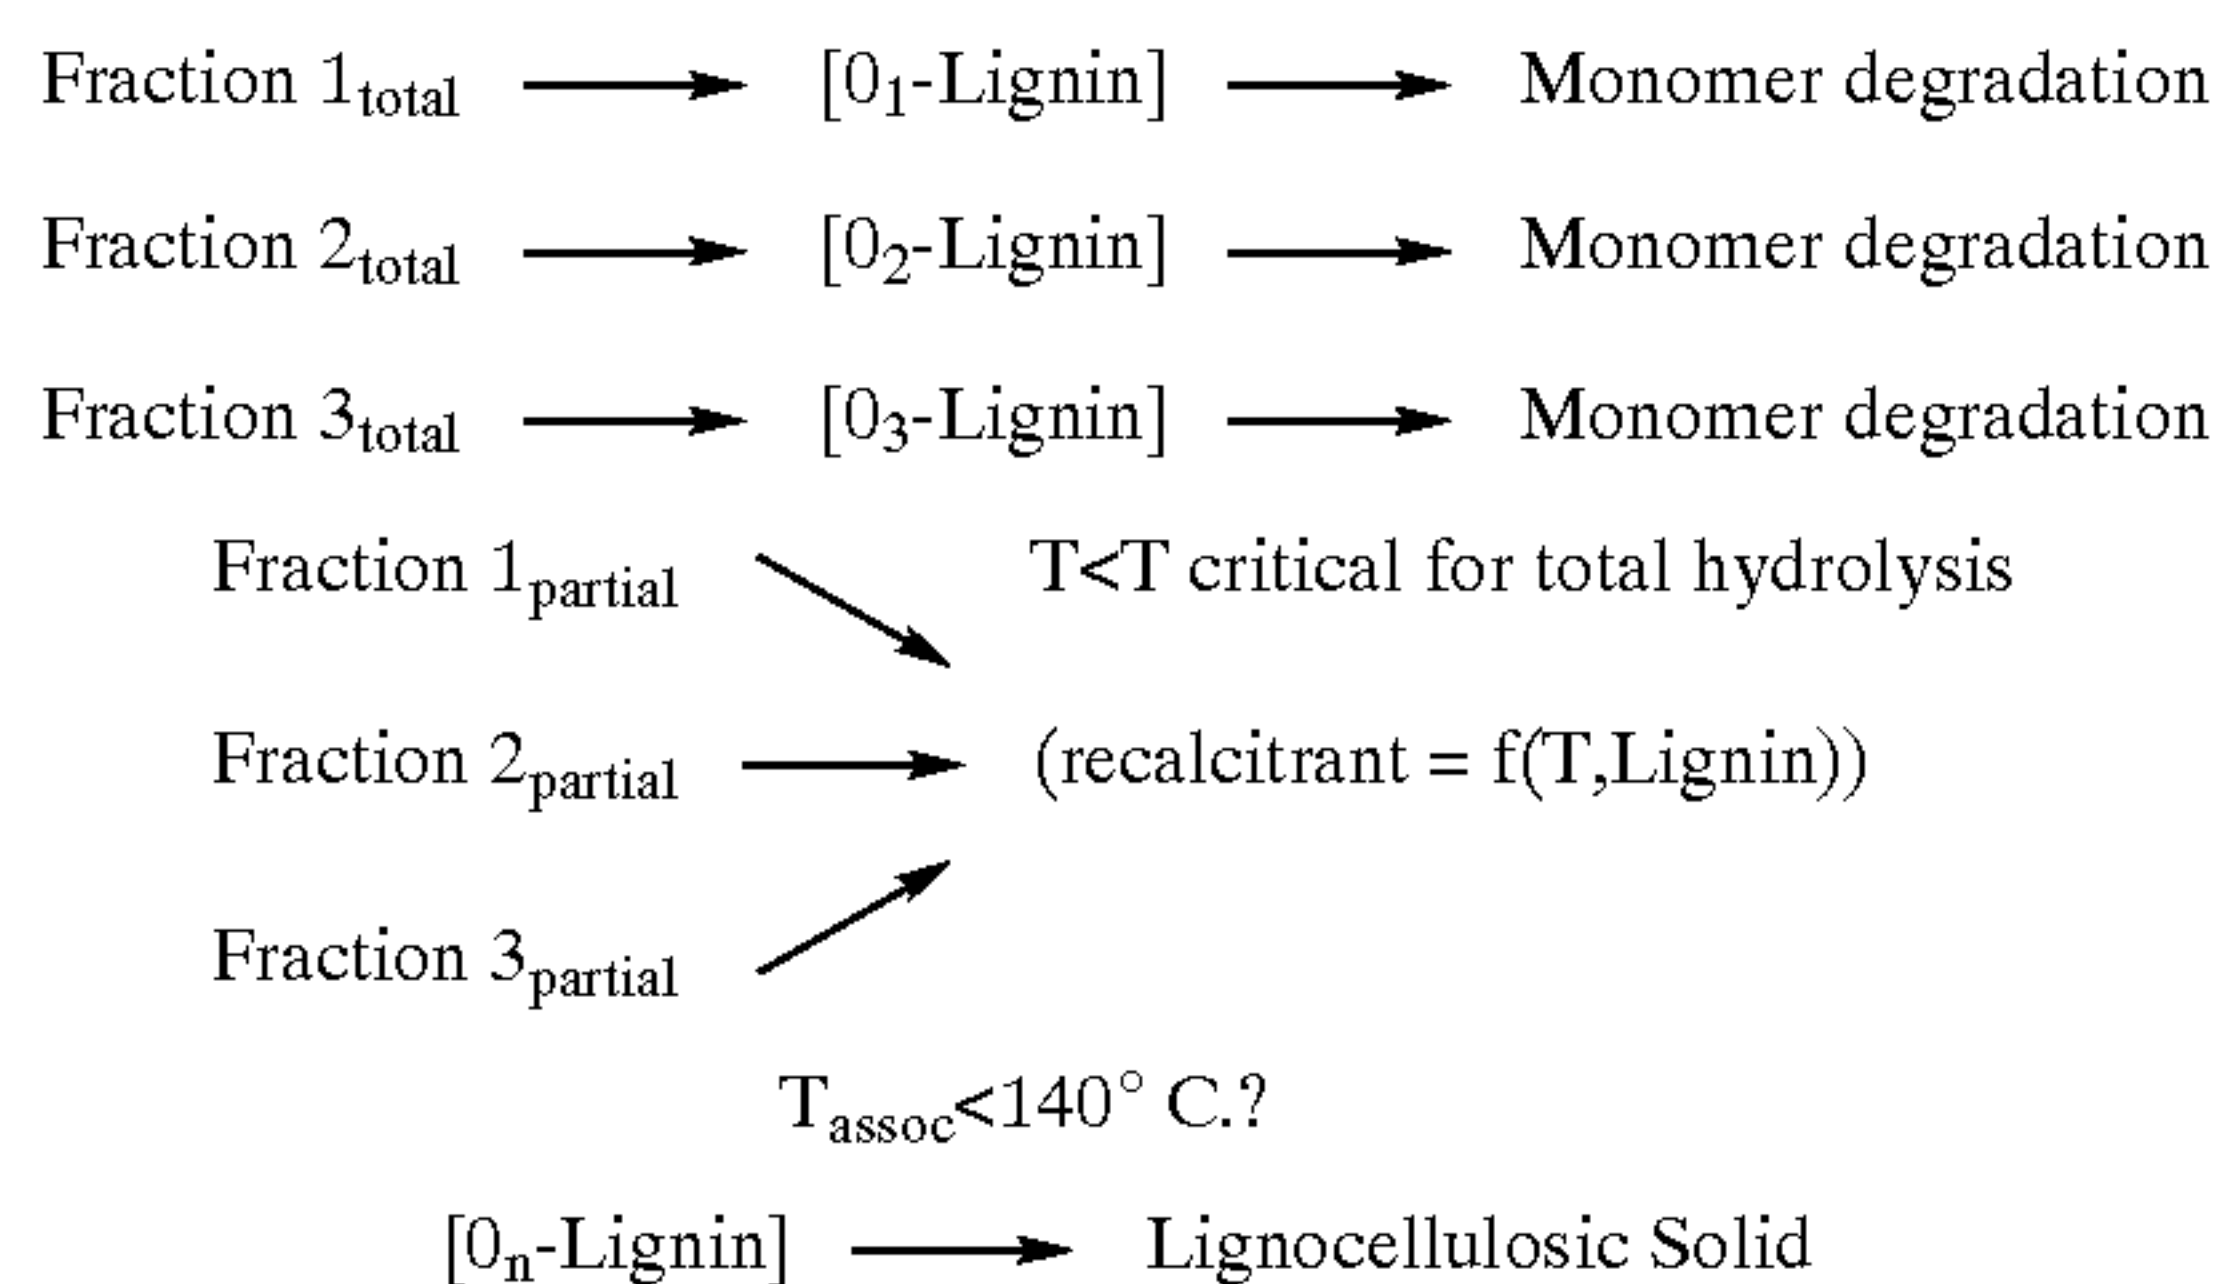 Fraction 1total → [0₁-Lignin] → Monomer degradation
Fraction 2total → [0₂-Lignin] → Monomer degradation
Fraction 3total → [0₃-Lignin] → Monomer degradation
Fraction 1partial T<T critical for total hydrolysis
Fraction 2partial → (recalcitrant = f(T,Lignin))
Fraction 3partial
Tassoc<140° C.?
[0ₙ-Lignin] → Lignocellulosic Solid